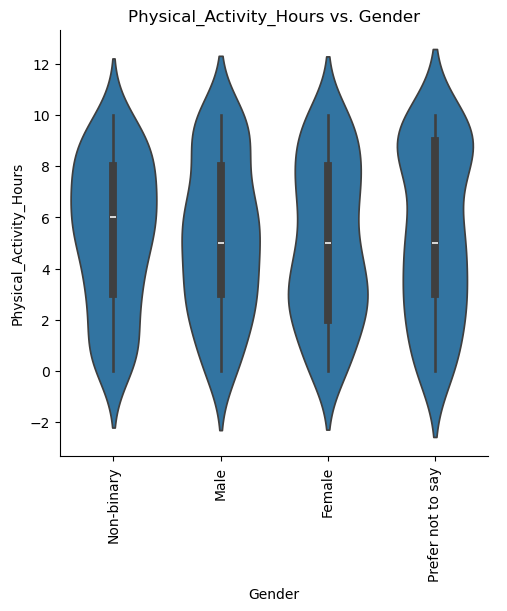 Physical_Activity_Hours vs. Gender
Physical_Activity_Hours
12
10
8
6
4
2
0
−2
Non-binary
Male
Female
Prefer not to say
Gender